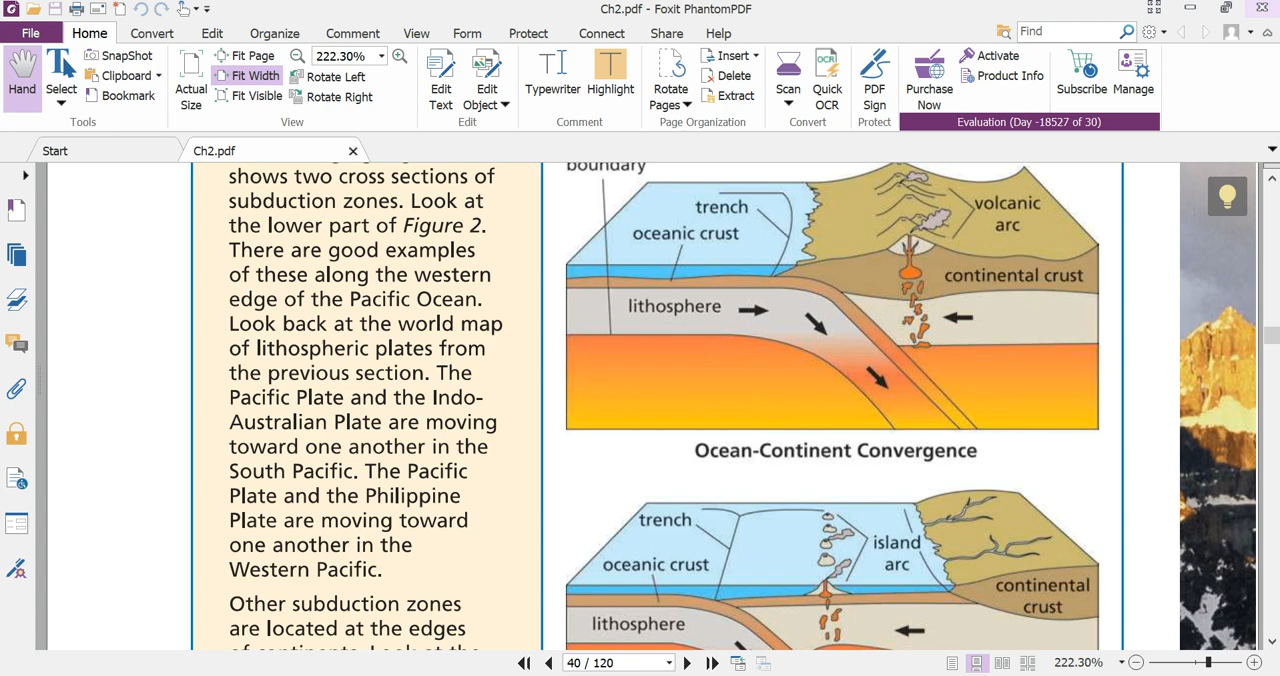 Ch2.pdf - Foxit PhantomPDF
File Home Convert Edit Organize Comment View Form Protect Connect Share Help Find
Hand
Select
SnapShot
Clipboard
Bookmark
Tools
Actual
Size
Fit Page
Fit Width
Fit Visible
222.30%
Rotate Left
Rotate Right
View
Edit
Text
Edit
Object
Edit
Typewriter
Highlight
Comment
Rotate
Pages
Insert
Delete
Extract
Page Organization
Scan
Quick
OCR
Convert
PDF
Sign
Protect
Purchase
Now
Activate
Product Info
Subscribe
Manage
Evaluation (Day -18527 of 30)
Start
Ch2.pdf
shows two cross sections of
subduction zones. Look at
the lower part of Figure 2.
There are good examples
of these along the western
edge of the Pacific Ocean.
Look back at the world map
of lithospheric plates from
the previous section. The
Pacific Plate and the Indo-
Australian Plate are moving
toward one another in the
South Pacific. The Pacific
Plate and the Philippine
Plate are moving toward
one another in the
Western Pacific.
Other subduction zones
are located at the edges
of continents. Look at the
boundary
trench
oceanic crust
volcanic
arc
continental crust
lithosphere
Ocean-Continent Convergence
trench
oceanic crust
island
arc
continental
crust
lithosphere
40 / 120
222.30%